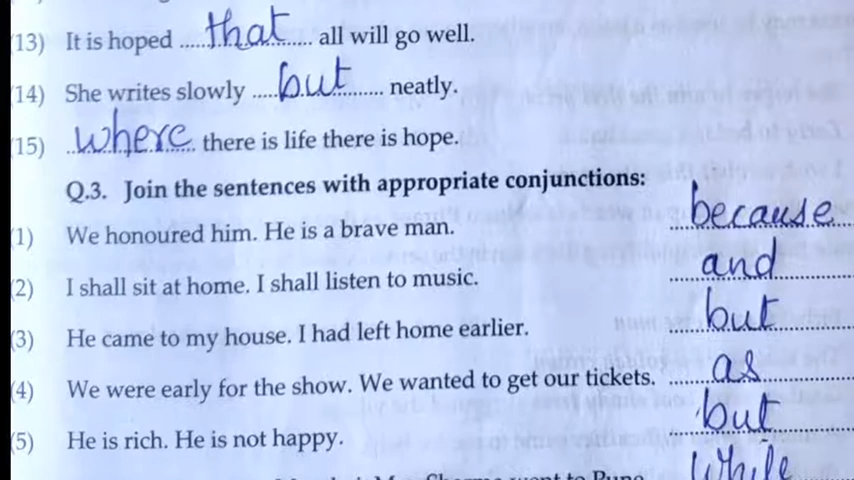 (13) It is hoped ......that...... all will go well.
(14) She writes slowly ....but...... neatly.
(15) ..where.. there is life there is hope.
Q.3. Join the sentences with appropriate conjunctions:
(1) We honoured him. He is a brave man. because
(2) I shall sit at home. I shall listen to music. and
(3) He came to my house. I had left home earlier. but
(4) We were early for the show. We wanted to get our tickets. as
(5) He is rich. He is not happy. but
While